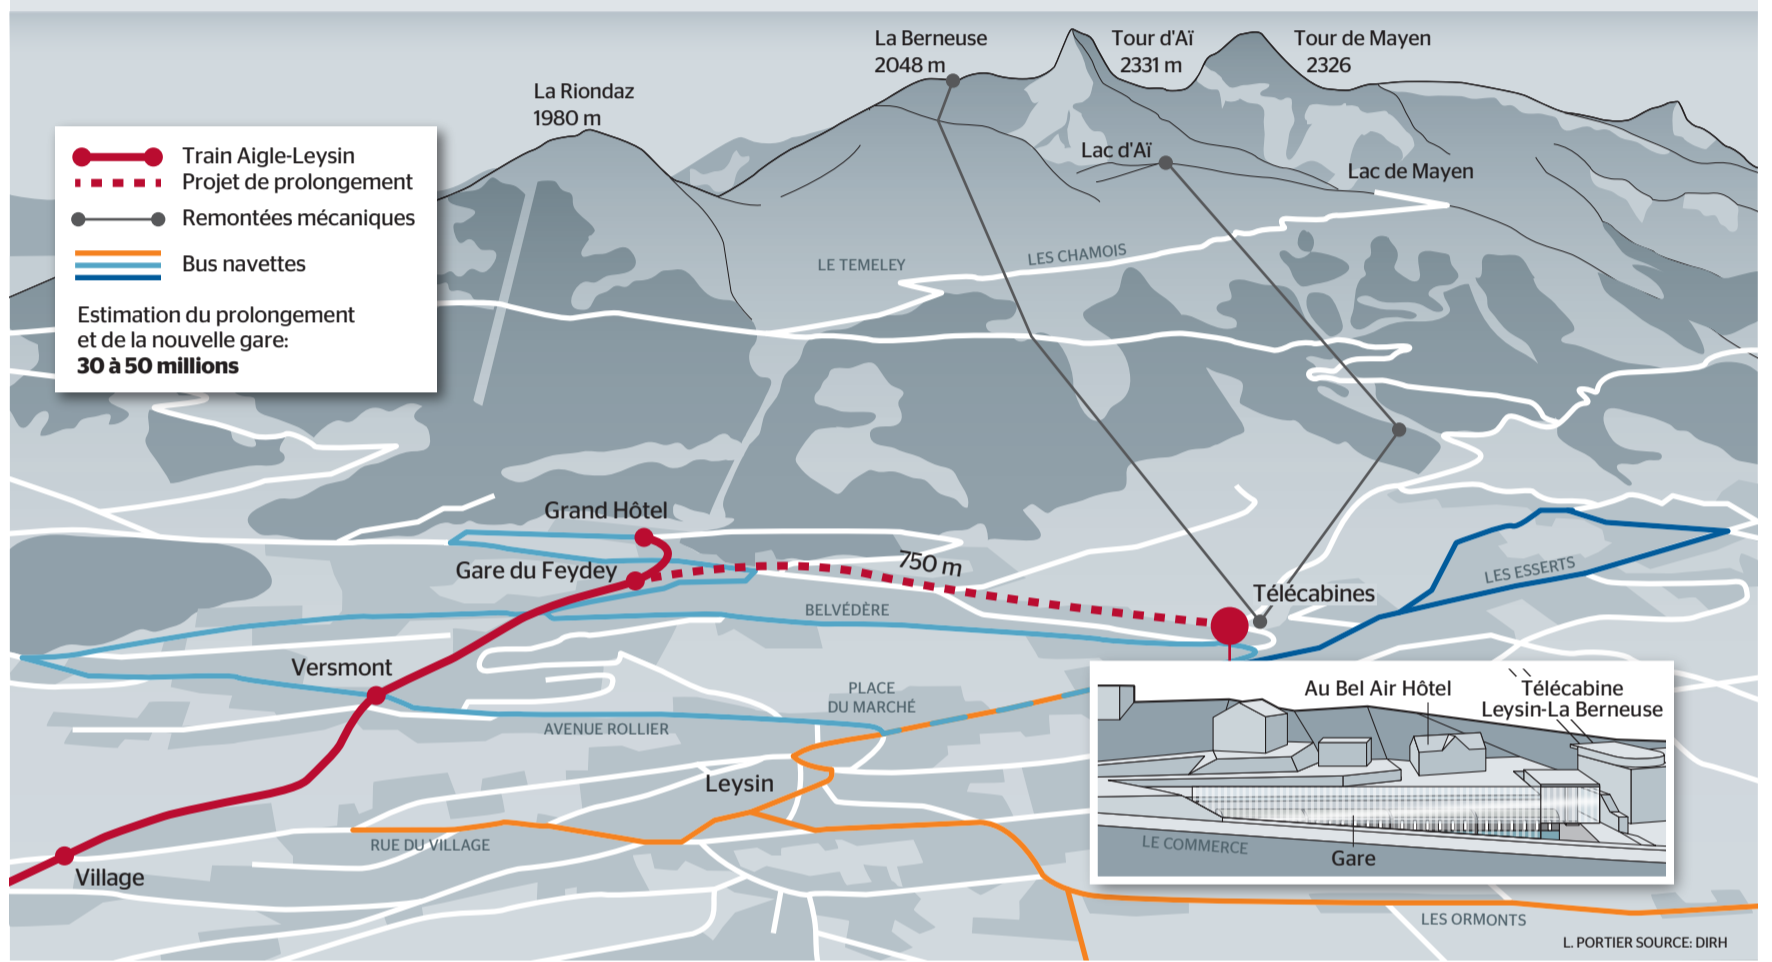 La Berneuse
2048 m
Tour d'Aï
2331 m
Tour de Mayen
2326
La Riondaz
1980 m
Train Aigle-Leysin
Projet de prolongement
Remontées mécaniques
Bus navettes
Estimation du prolongement
et de la nouvelle gare:
30 à 50 millions
Lac d'Aï
Lac de Mayen
LE TEMELEY
LES CHAMOIS
Grand Hôtel
Gare du Feydey
750 m
Télécabines
LES ESSERTS
BELVÉDÈRE
Versmont
PLACE
DU MARCHÉ
AVENUE ROLLIER
Leysin
RUE DU VILLAGE
Village
Au Bel Air Hôtel
Télécabine
Leysin-La Berneuse
LE COMMERCE
Gare
LES ORMONTS
L. PORTIER SOURCE: DIRH